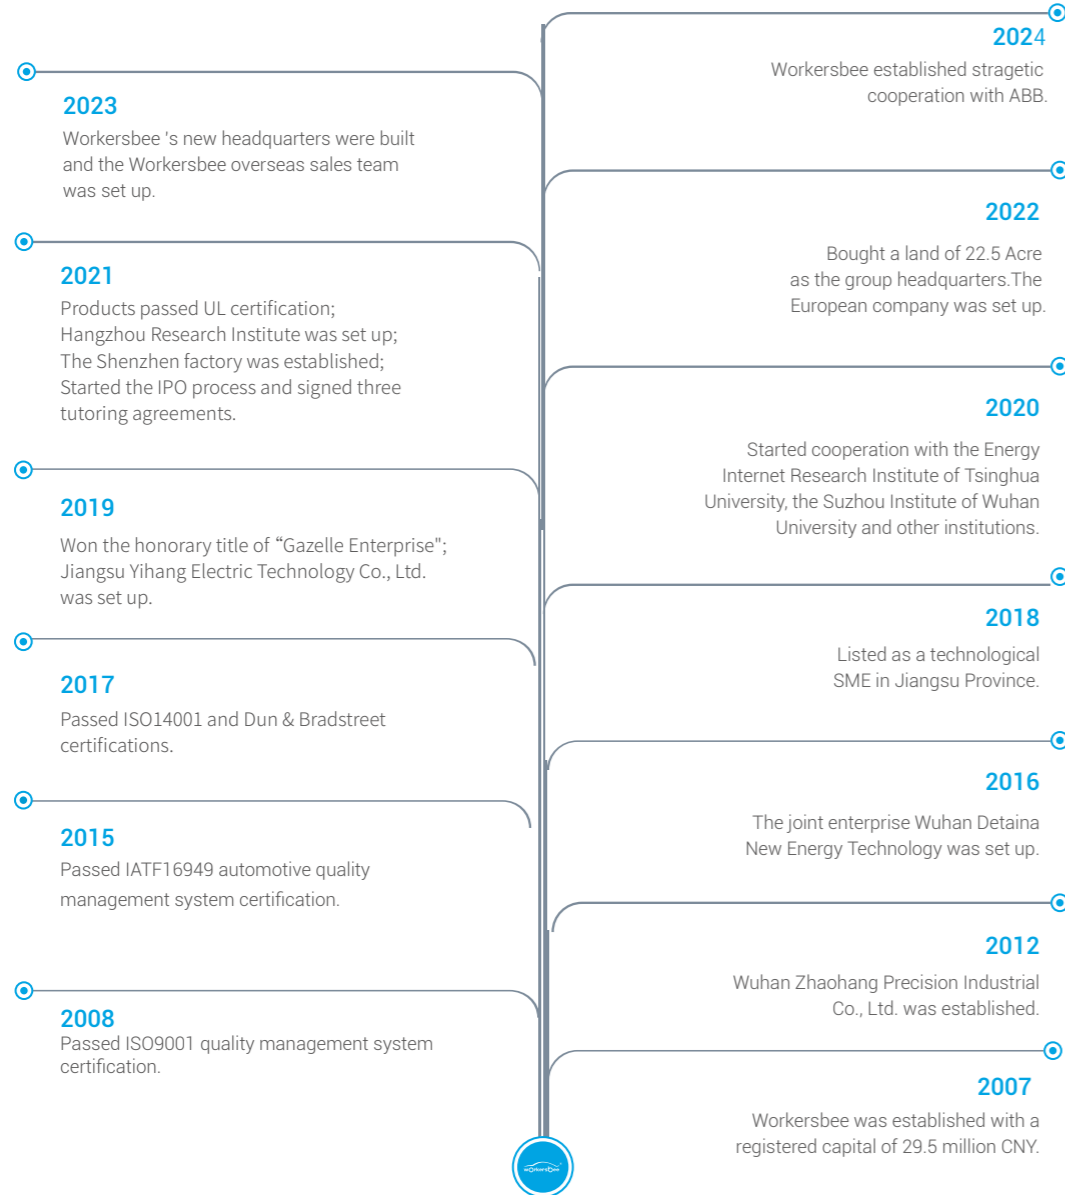 2024
Workersbee established stragetic
cooperation with ABB.
2023
Workersbee 's new headquarters were built
and the Workersbee overseas sales team
was set up.
2022
Bought a land of 22.5 Acre
as the group headquarters.The
European company was set up.
2021
Products passed UL certification;
Hangzhou Research Institute was set up;
The Shenzhen factory was established;
Started the IPO process and signed three
tutoring agreements.
2020
Started cooperation with the Energy
Internet Research Institute of Tsinghua
University, the Suzhou Institute of Wuhan
University and other institutions.
2019
Won the honorary title of “Gazelle Enterprise";
Jiangsu Yihang Electric Technology Co., Ltd.
was set up.
2018
Listed as a technological
SME in Jiangsu Province.
2017
Passed ISO14001 and Dun & Bradstreet
certifications.
2016
The joint enterprise Wuhan Detaina
New Energy Technology was set up.
2015
Passed IATF16949 automotive quality
management system certification.
2012
Wuhan Zhaohang Precision Industrial
Co., Ltd. was established.
2008
Passed ISO9001 quality management system
certification.
2007
Workersbee was established with a
registered capital of 29.5 million CNY.
workersbee